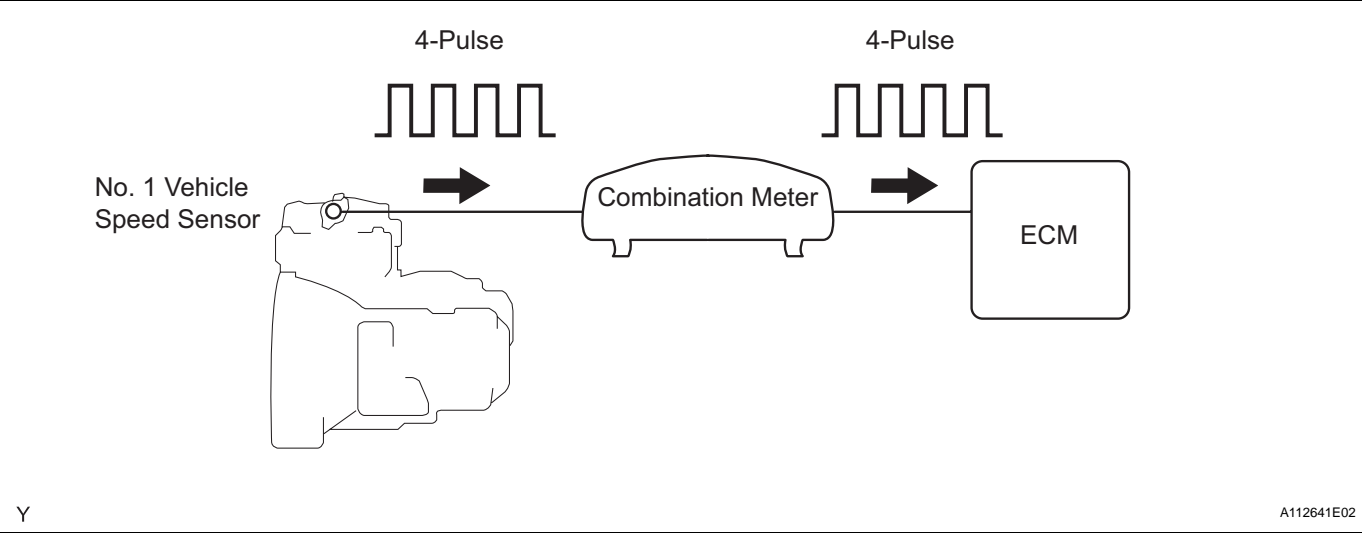 4-Pulse
4-Pulse
No. 1 Vehicle
Speed Sensor
Combination Meter
ECM
Y
A112641E02